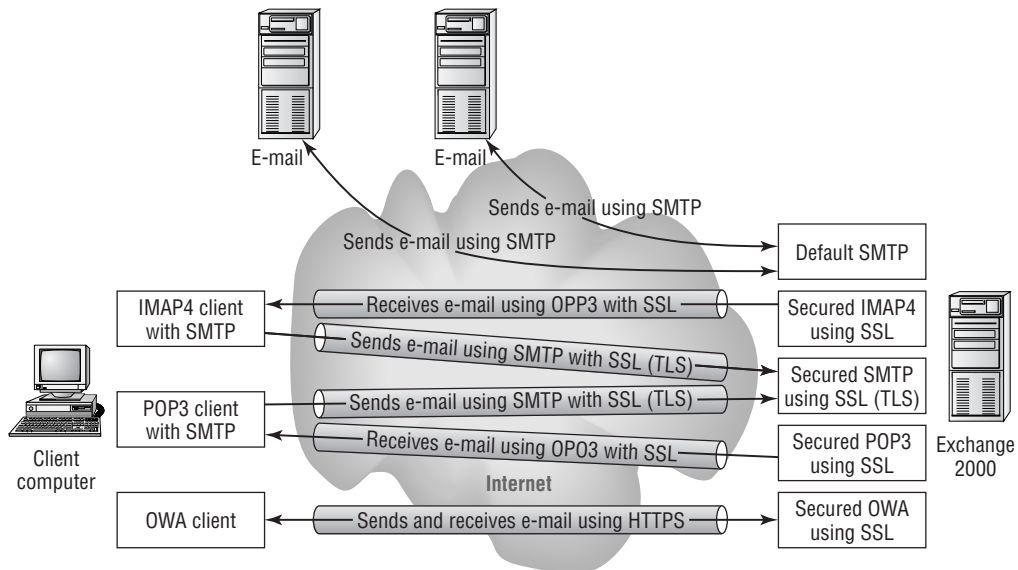 E-mail
E-mail
Sends e-mail using SMTP
Sends e-mail using SMTP
Default SMTP
IMAP4 client
with SMTP
Receives e-mail using OPP3 with SSL
Secured IMAP4
using SSL
Sends e-mail using SMTP with SSL (TLS)
Secured SMTP
using SSL (TLS)
POP3 client
with SMTP
Sends e-mail using SMTP with SSL (TLS)
Receives e-mail using OPO3 with SSL
Secured POP3
using SSL
Client
computer
Exchange
2000
Internet
OWA client
Sends and receives e-mail using HTTPS
Secured OWA
using SSL